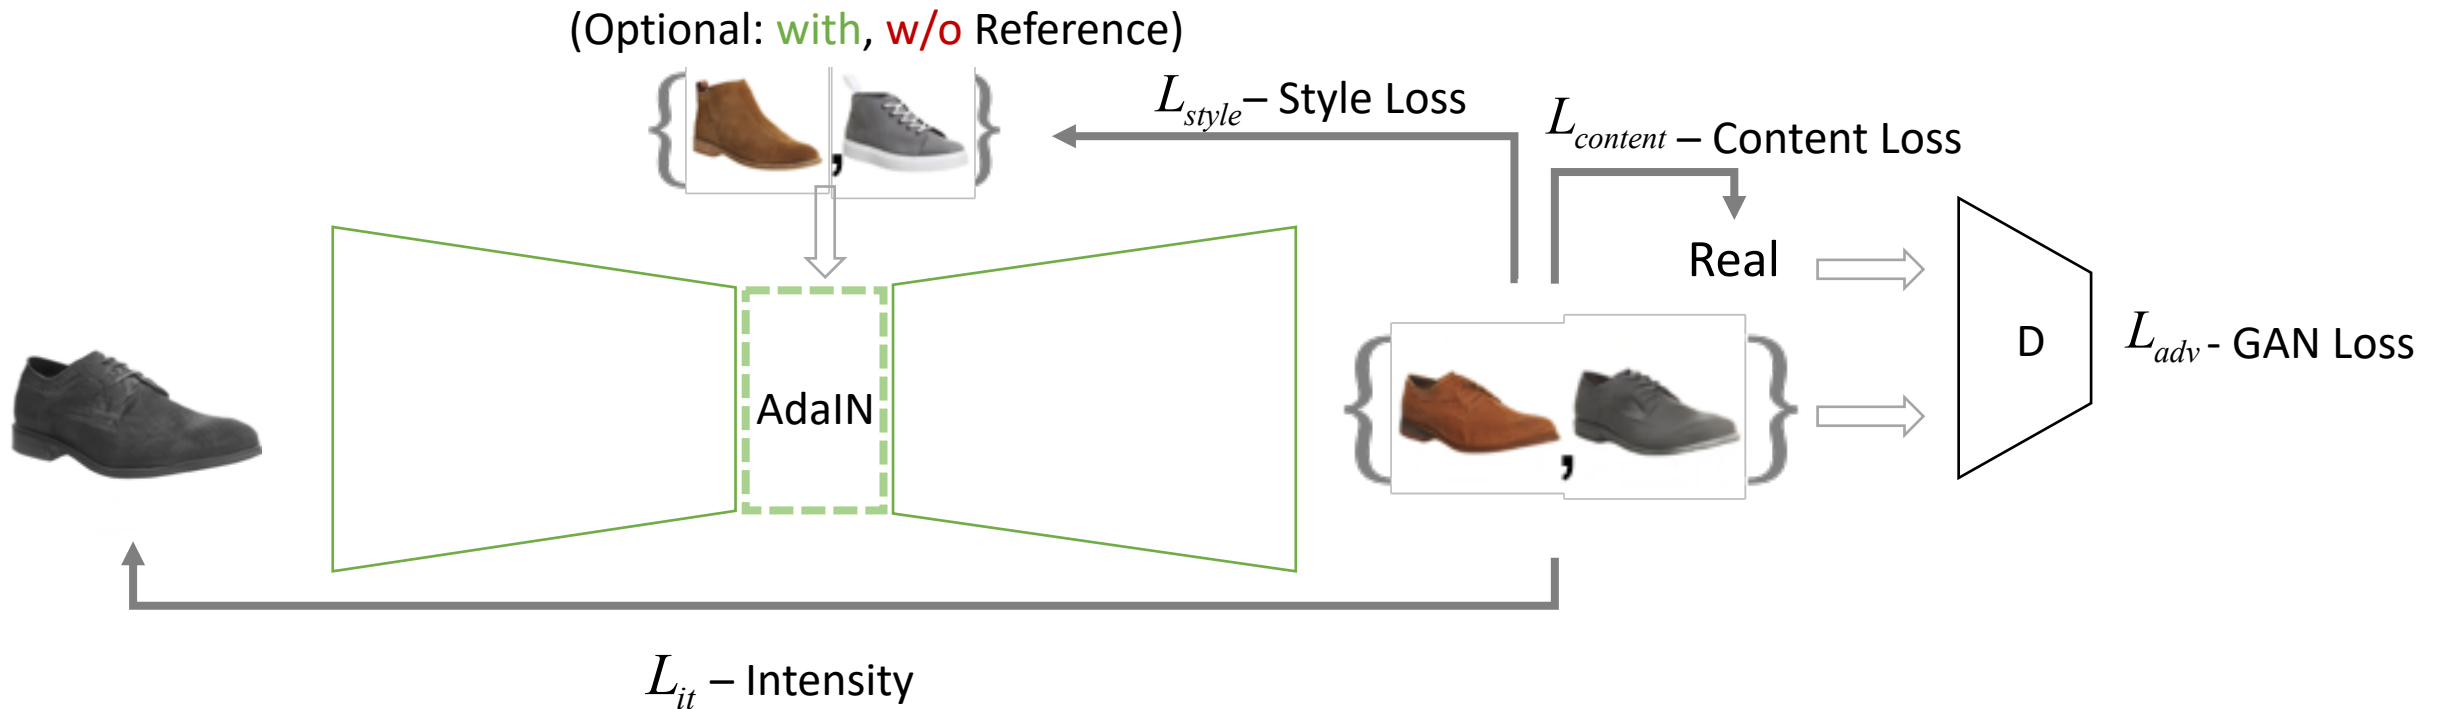 (Optional: with, w/o Reference)
{ , }
L_style – Style Loss
L_content – Content Loss
Real
AdaIN
{ , }
D
L_adv - GAN Loss
L_it – Intensity